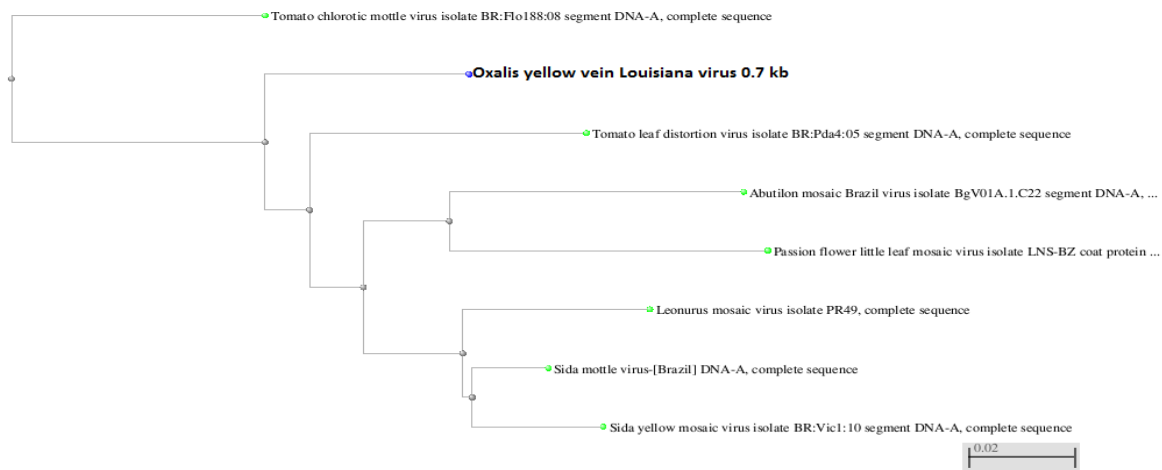 Tomato chlorotic mottle virus isolate BR:Flo188:08 segment DNA-A, complete sequence
Oxalis yellow vein Louisiana virus 0.7 kb
Tomato leaf distortion virus isolate BR:Pda4:05 segment DNA-A, complete sequence
Abutilon mosaic Brazil virus isolate BgV01A.1.C22 segment DNA-A, ...
Passion flower little leaf mosaic virus isolate LNS-BZ coat protein ...
Leonurus mosaic virus isolate PR49, complete sequence
Sida mottle virus-[Brazil] DNA-A, complete sequence
Sida yellow mosaic virus isolate BR:Vic1:10 segment DNA-A, complete sequence
0.02